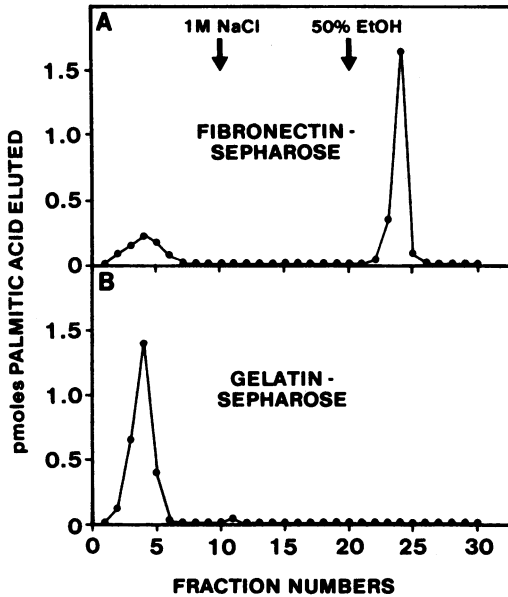 A
1M NaCl
50% EtOH
1.5
FIBRONECTIN -
SEPHAROSE
1.0
0.5
0
pmoles PALMITIC ACID ELUTED
B
1.5
GELATIN -
SEPHAROSE
1.0
0.5
0
0 5 10 15 20 25 30
FRACTION NUMBERS